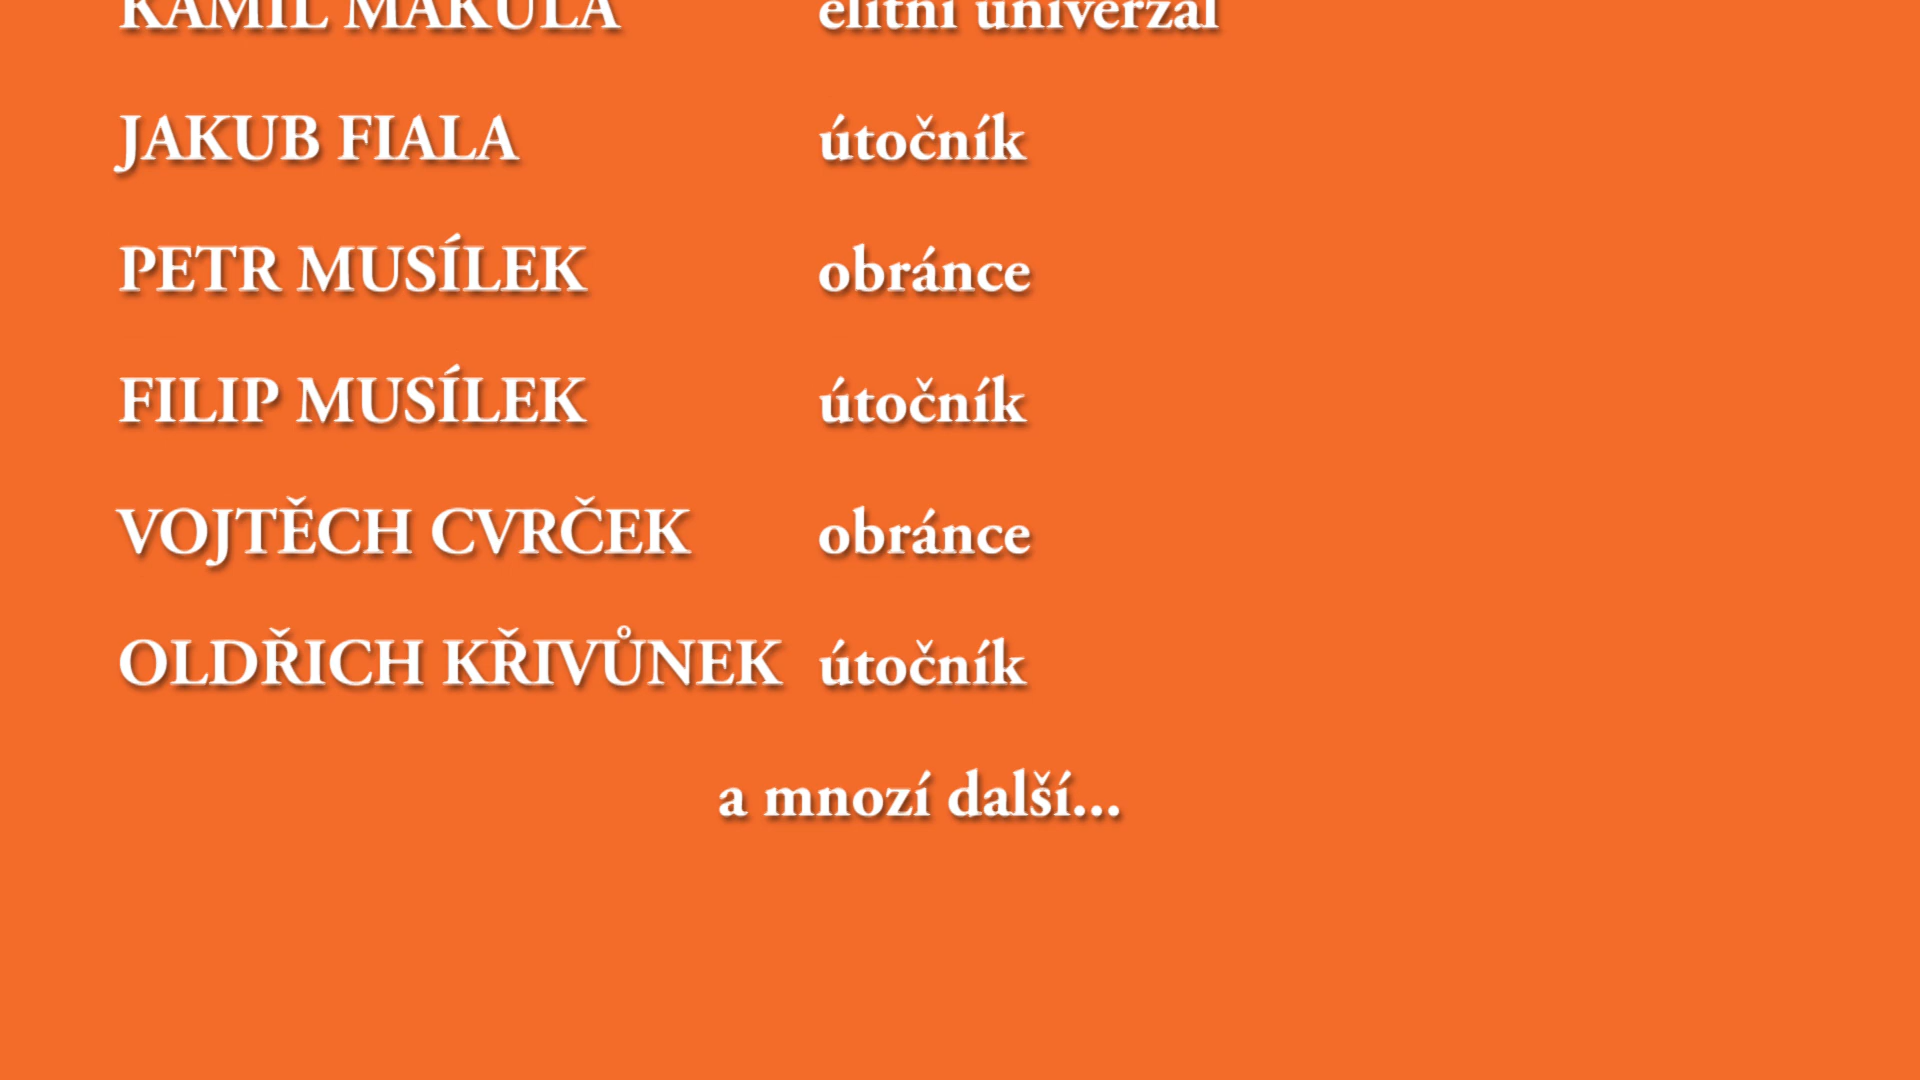 KAMIL MAKULA elitní univerzál
JAKUB FIALA útočník
PETR MUSÍLEK obránce
FILIP MUSÍLEK útočník
VOJTĚCH CVRČEK obránce
OLDŘICH KŘIVŮNEK útočník
a mnozí další...